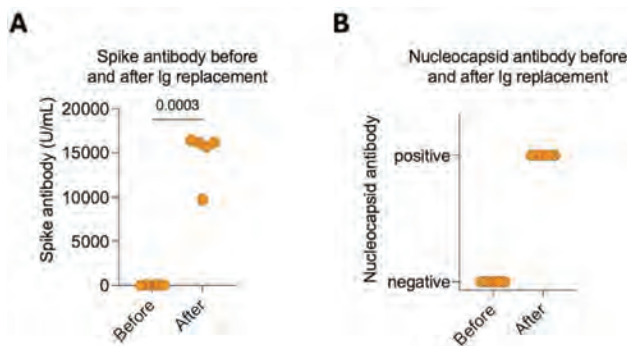 A
Spike antibody before
and after Ig replacement
0.0003
Spike antibody (U/mL)
20000
15000
10000
5000
0
Before
After
B
Nucleocapsid antibody before
and after Ig replacement
Nucleocapsid antibody
positive
negative
Before
After